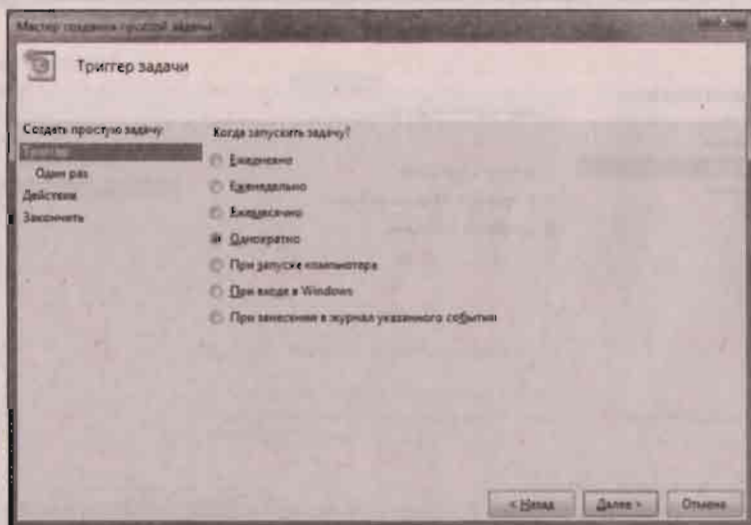 Мастер создания простой задачи
Триггер задачи
Создать простую задачу
Триггер
Один раз
Действие
Закончить
Когда запускать задачу?
Ежедневно
Еженедельно
Ежемесячно
Однократно
При запуске компьютера
При входе в Windows
При занесении в журнал указанного события
< Назад
Далее >
Отмена